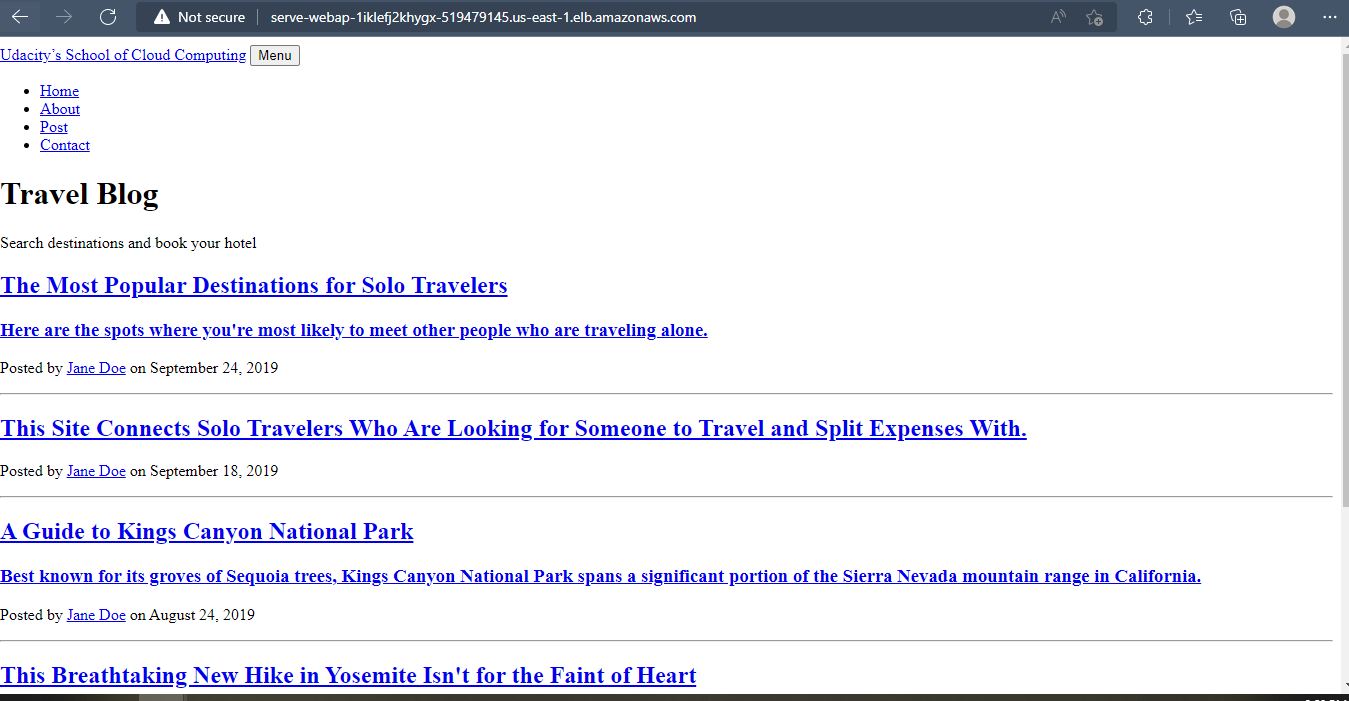 Not secure
serve-webap-1iklefj2khygx-519479145.us-east-1.elb.amazonaws.com
Udacity’s School of Cloud Computing Menu
Home
About
Post
Contact
Travel Blog
Search destinations and book your hotel
The Most Popular Destinations for Solo Travelers
Here are the spots where you're most likely to meet other people who are traveling alone.
Posted by Jane Doe on September 24, 2019
This Site Connects Solo Travelers Who Are Looking for Someone to Travel and Split Expenses With.
Posted by Jane Doe on September 18, 2019
A Guide to Kings Canyon National Park
Best known for its groves of Sequoia trees, Kings Canyon National Park spans a significant portion of the Sierra Nevada mountain range in California.
Posted by Jane Doe on August 24, 2019
This Breathtaking New Hike in Yosemite Isn't for the Faint of Heart